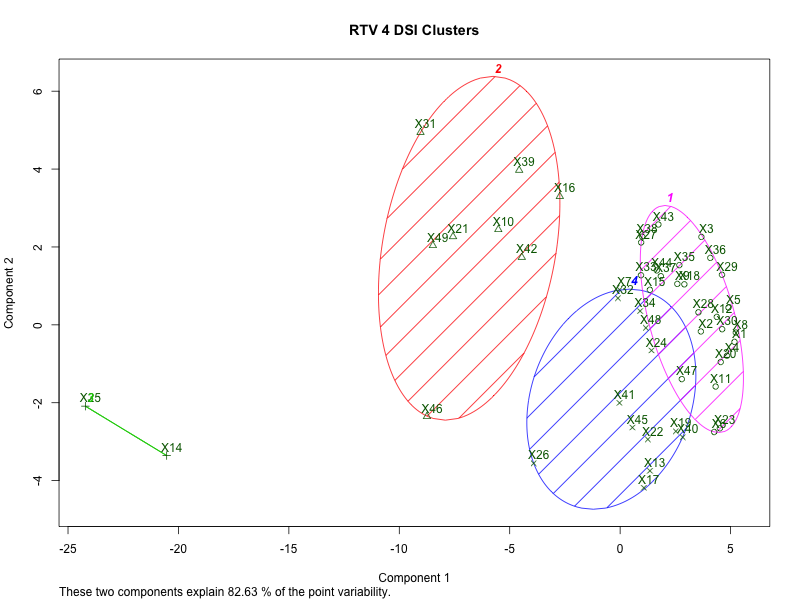 RTV 4 DSI Clusters
2
X31
X39
X16
X10
X21
X49
X42
X46
1
X43
X3
X38
X27
X36
X35
X44
X37
X33
X29
X18
X15
X7
4
X32
X34
X5
X28
X12
X48
X2
X30
X8
X1
X24
X4
X20
X47
X11
X41
X45
X19
X40
X22
X23
X26
X13
X17
X25
X14
Component 2
6
4
2
0
-2
-4
-25
-20
-15
-10
-5
0
5
Component 1
These two components explain 82.63 % of the point variability.